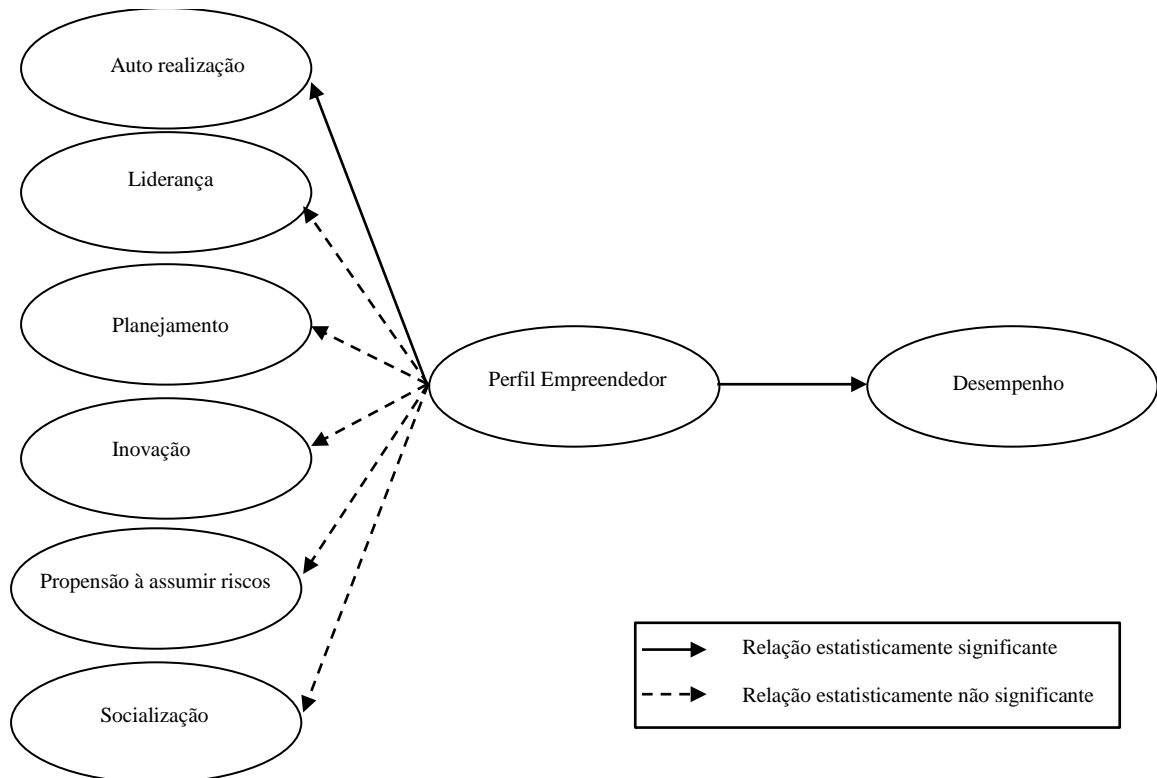 Auto realização
Liderança
Planejamento
Perfil Empreendedor
Desempenho
Inovação
Propensão à assumir riscos
Socialização
Relação estatisticamente significante
Relação estatisticamente não significante